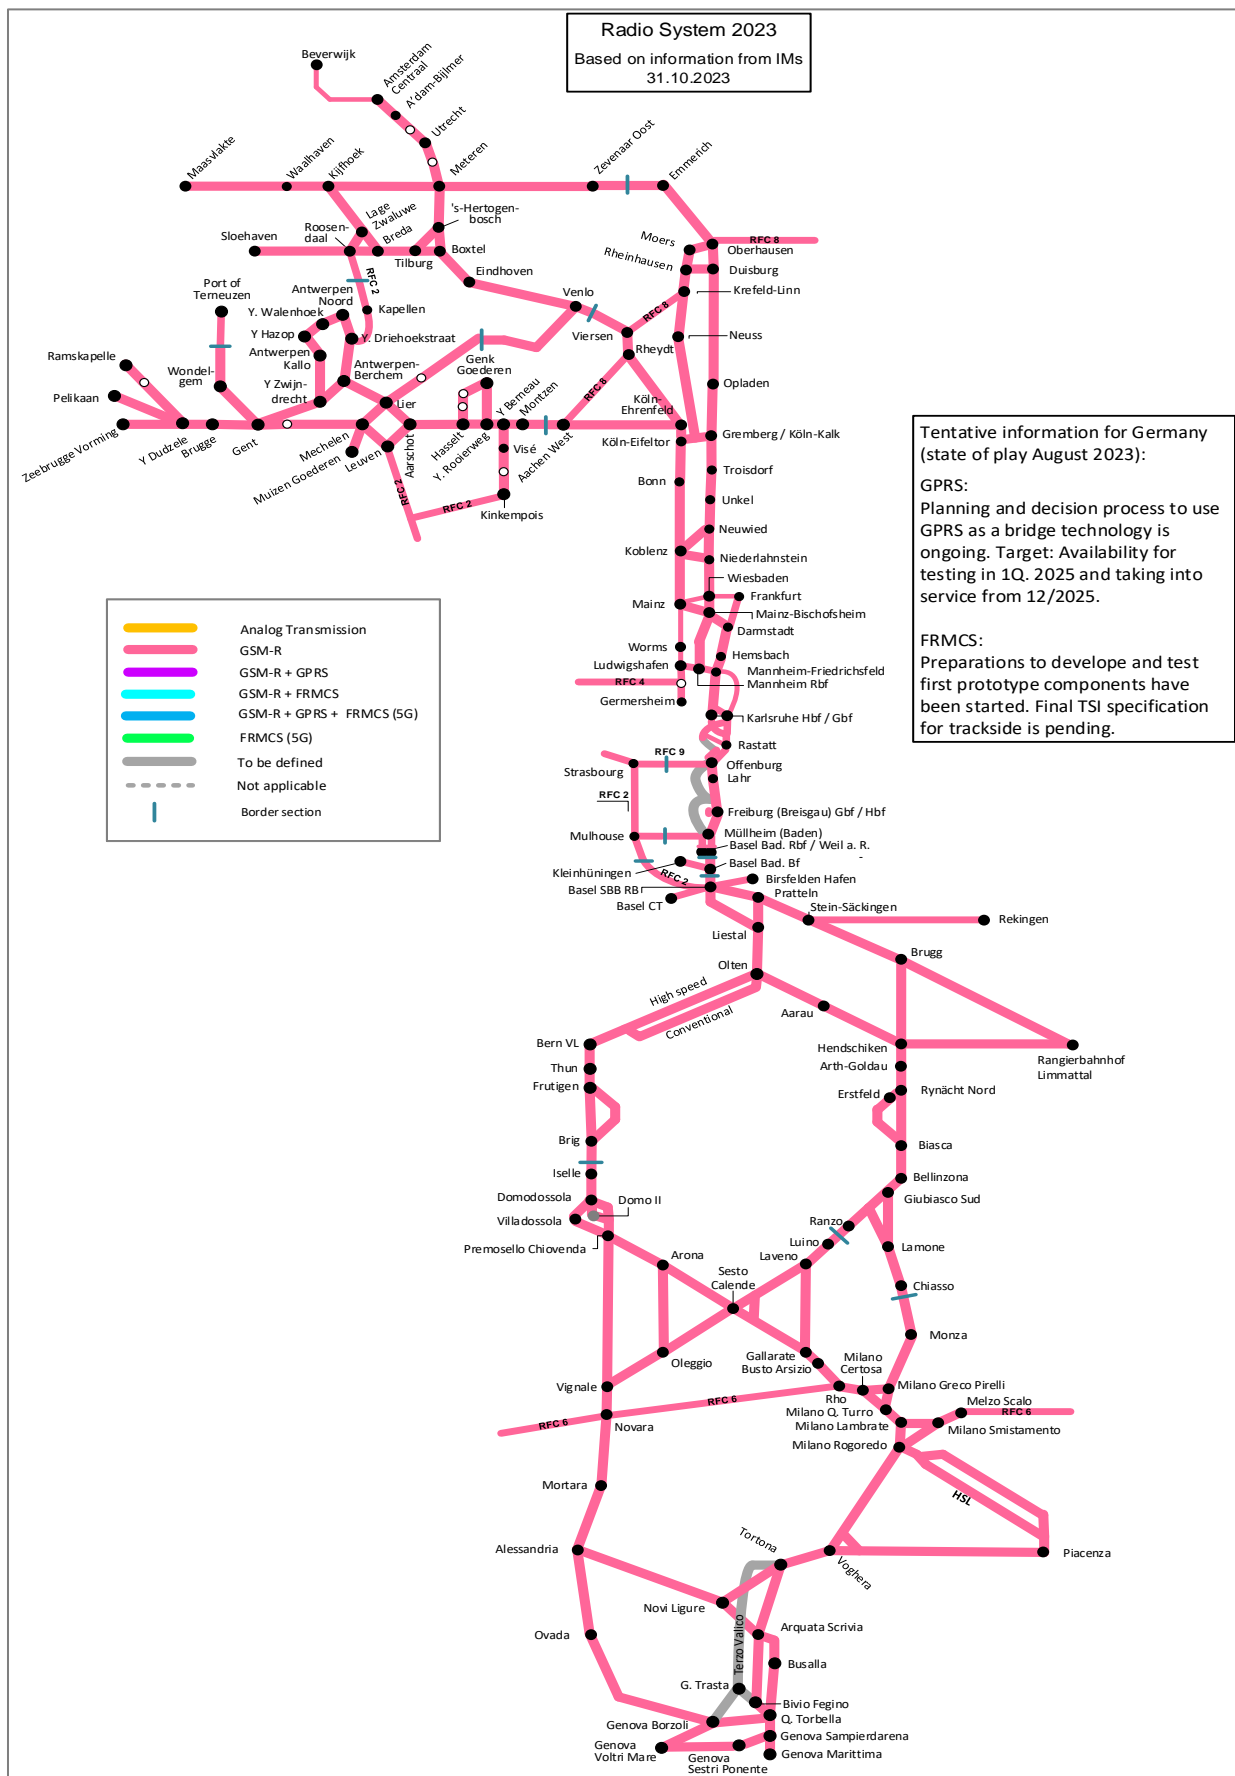 Radio System 2023
Based on information from IMs
31.10.2023
Beverwijk
Amsterdam
Centraal
A'dam-Bijlmer
Utrecht
Maasvlakte
Waalhaven
Kijfhoek
Meteren
Zevenaar Oost
Emmerich
Lage
Zwaluwe
's-Hertogen-
bosch
Sloehaven
Roosen-
daal
Breda
Tilburg
Boxtel
Moers
RFC 8
Oberhausen
Rheinhausen
Duisburg
Eindhoven
RFC 2
Port of
Terneuzen
Antwerpen
Noord
Kapellen
Venlo
RFC 8
Krefeld-Linn
Y. Walenhoek
Y Hazop
Y. Driehoekstraat
Viersen
Neuss
Ramskapelle
Antwerpen
Kallo
Rheydt
Wondel-
gem
Antwerpen-
Berchem
Genk
Goederen
RFC 8
Opladen
Pelikaan
Y Zwijn-
drecht
Lier
Y Berneau
Montzen
Köln-
Ehrenfeld
Zeebrugge Vorming
Y Dudzele
Brugge
Gent
Mechelen
Muizen Goederen
Leuven
Aarschot
Hasselt
Y. Rooierweg
Visé
Aachen West
Köln-Eifeltor
Gremberg / Köln-Kalk
Troisdorf
Bonn
RFC 2
RFC 2
Kinkempois
Unkel
Neuwied
Koblenz
Niederlahnstein
Wiesbaden
Mainz
Frankfurt
Mainz-Bischofsheim
Darmstadt
Worms
Hemsbach
Ludwigshafen
Mannheim-Friedrichsfeld
RFC 4
Mannheim Rbf
Germersheim
Karlsruhe Hbf / Gbf
Rastatt
RFC 9
Strasbourg
Offenburg
Lahr
RFC 2
Freiburg (Breisgau) Gbf / Hbf
Mulhouse
Müllheim (Baden)
Basel Bad. Rbf / Weil a. R.
Kleinhüningen
Basel Bad. Bf
RFC 2
Birsfelden Hafen
Basel SBB RB
Basel CT
Pratteln
Stein-Säckingen
Rekingen
Liestal
Brugg
Olten
High speed
Conventional
Aarau
Bern VL
Hendschiken
Rangierbahnhof
Limmattal
Thun
Arth-Goldau
Frutigen
Erstfeld
Rynächt Nord
Brig
Biasca
Iselle
Bellinzona
Domodossola
Domo II
Giubiasco Sud
Villadossola
Ranzo
Premosello Chiovenda
Luino
Lamone
Arona
Laveno
Sesto
Calende
Chiasso
Monza
Oleggio
Gallarate
Busto Arsizio
Milano
Certosa
Vignale
Rho
Milano Greco Pirelli
RFC 6
RFC 6
Novara
Milano Q. Turro
Melzo Scalo
RFC 6
Milano Lambrate
Milano Smistamento
Milano Rogoredo
Mortara
HSL
Alessandria
Tortona
Voghera
Piacenza
Novi Ligure
Terzo Valico
Ovada
Arquata Scrivia
Busalla
G. Trasta
Bivio Fegino
Q. Torbella
Genova Borzoli
Genova Sampierdarena
Genova
Voltri Mare
Genova
Sestri Ponente
Genova Marittima
Analog Transmission
GSM-R
GSM-R + GPRS
GSM-R + FRMCS
GSM-R + GPRS + FRMCS (5G)
FRMCS (5G)
To be defined
Not applicable
Border section
Tentative information for Germany
(state of play August 2023):
GPRS:
Planning and decision process to use
GPRS as a bridge technology is
ongoing. Target: Availability for
testing in 1Q. 2025 and taking into
service from 12/2025.
FRMCS:
Preparations to develope and test
first prototype components have
been started. Final TSI specification
for trackside is pending.